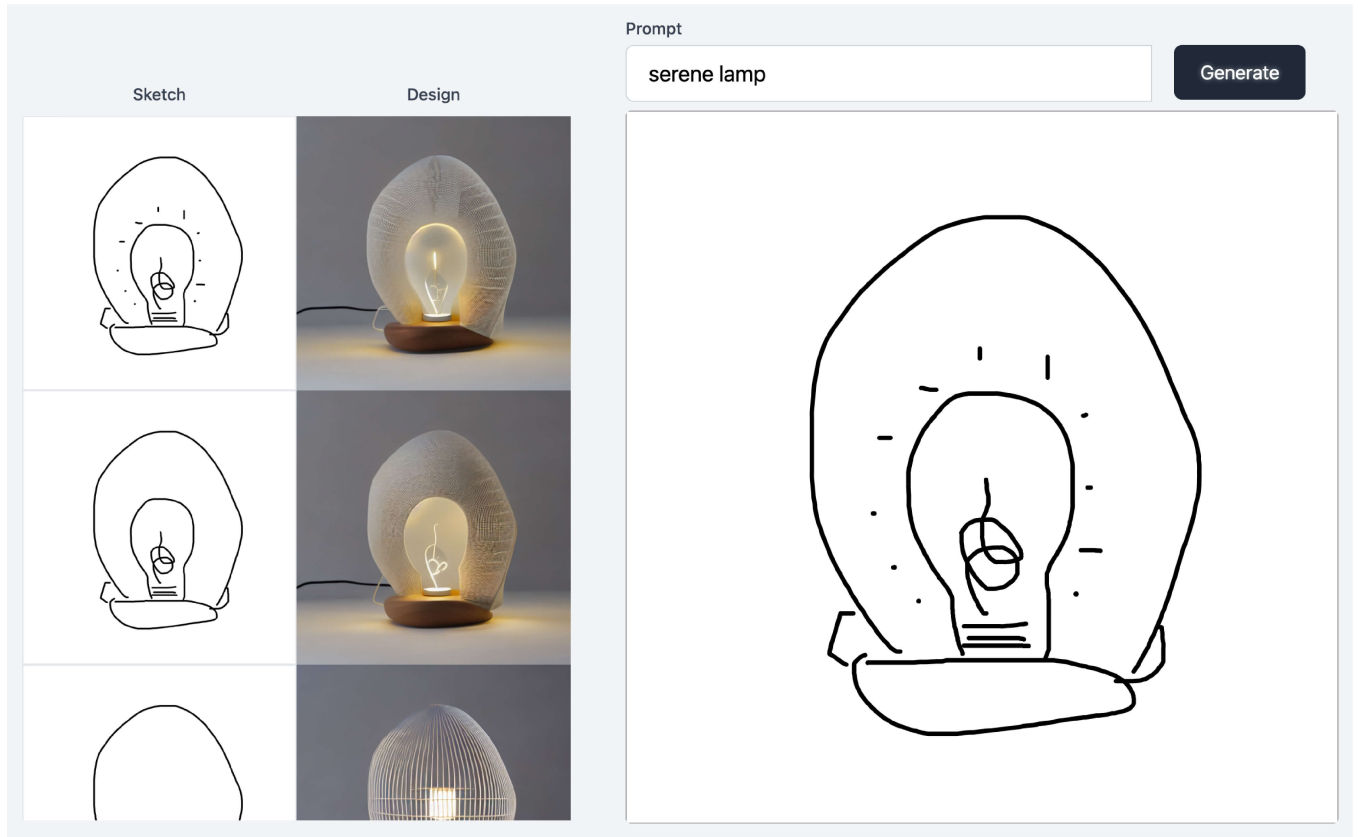 Prompt
serene lamp
Generate
Sketch
Design